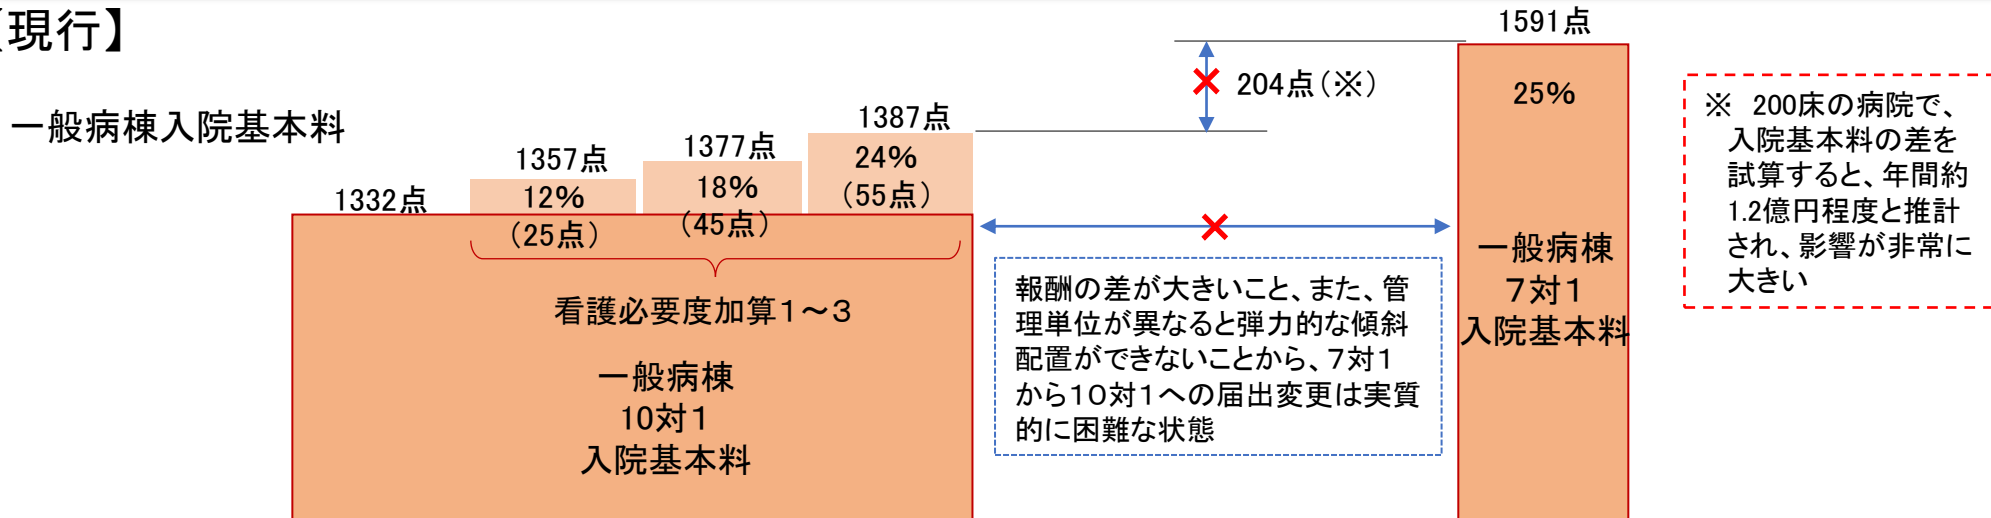 【現行】
一般病棟入院基本料
1332点
1357点
12%
（25点）
1377点
18%
（45点）
1387点
24%
（55点）
看護必要度加算１～３
一般病棟
10対１
入院基本料
204点（※）
報酬の差が大きいこと、また、管
理単位が異なると弾力的な傾斜
配置ができないことから、７対１
から１０対１への届出変更は実質
的に困難な状態
1591点
25%
一般病棟
７対１
入院基本料
※　200床の病院で、
入院基本料の差を
試算すると、年間約
1.2億円程度と推計
され、影響が非常に
大きい